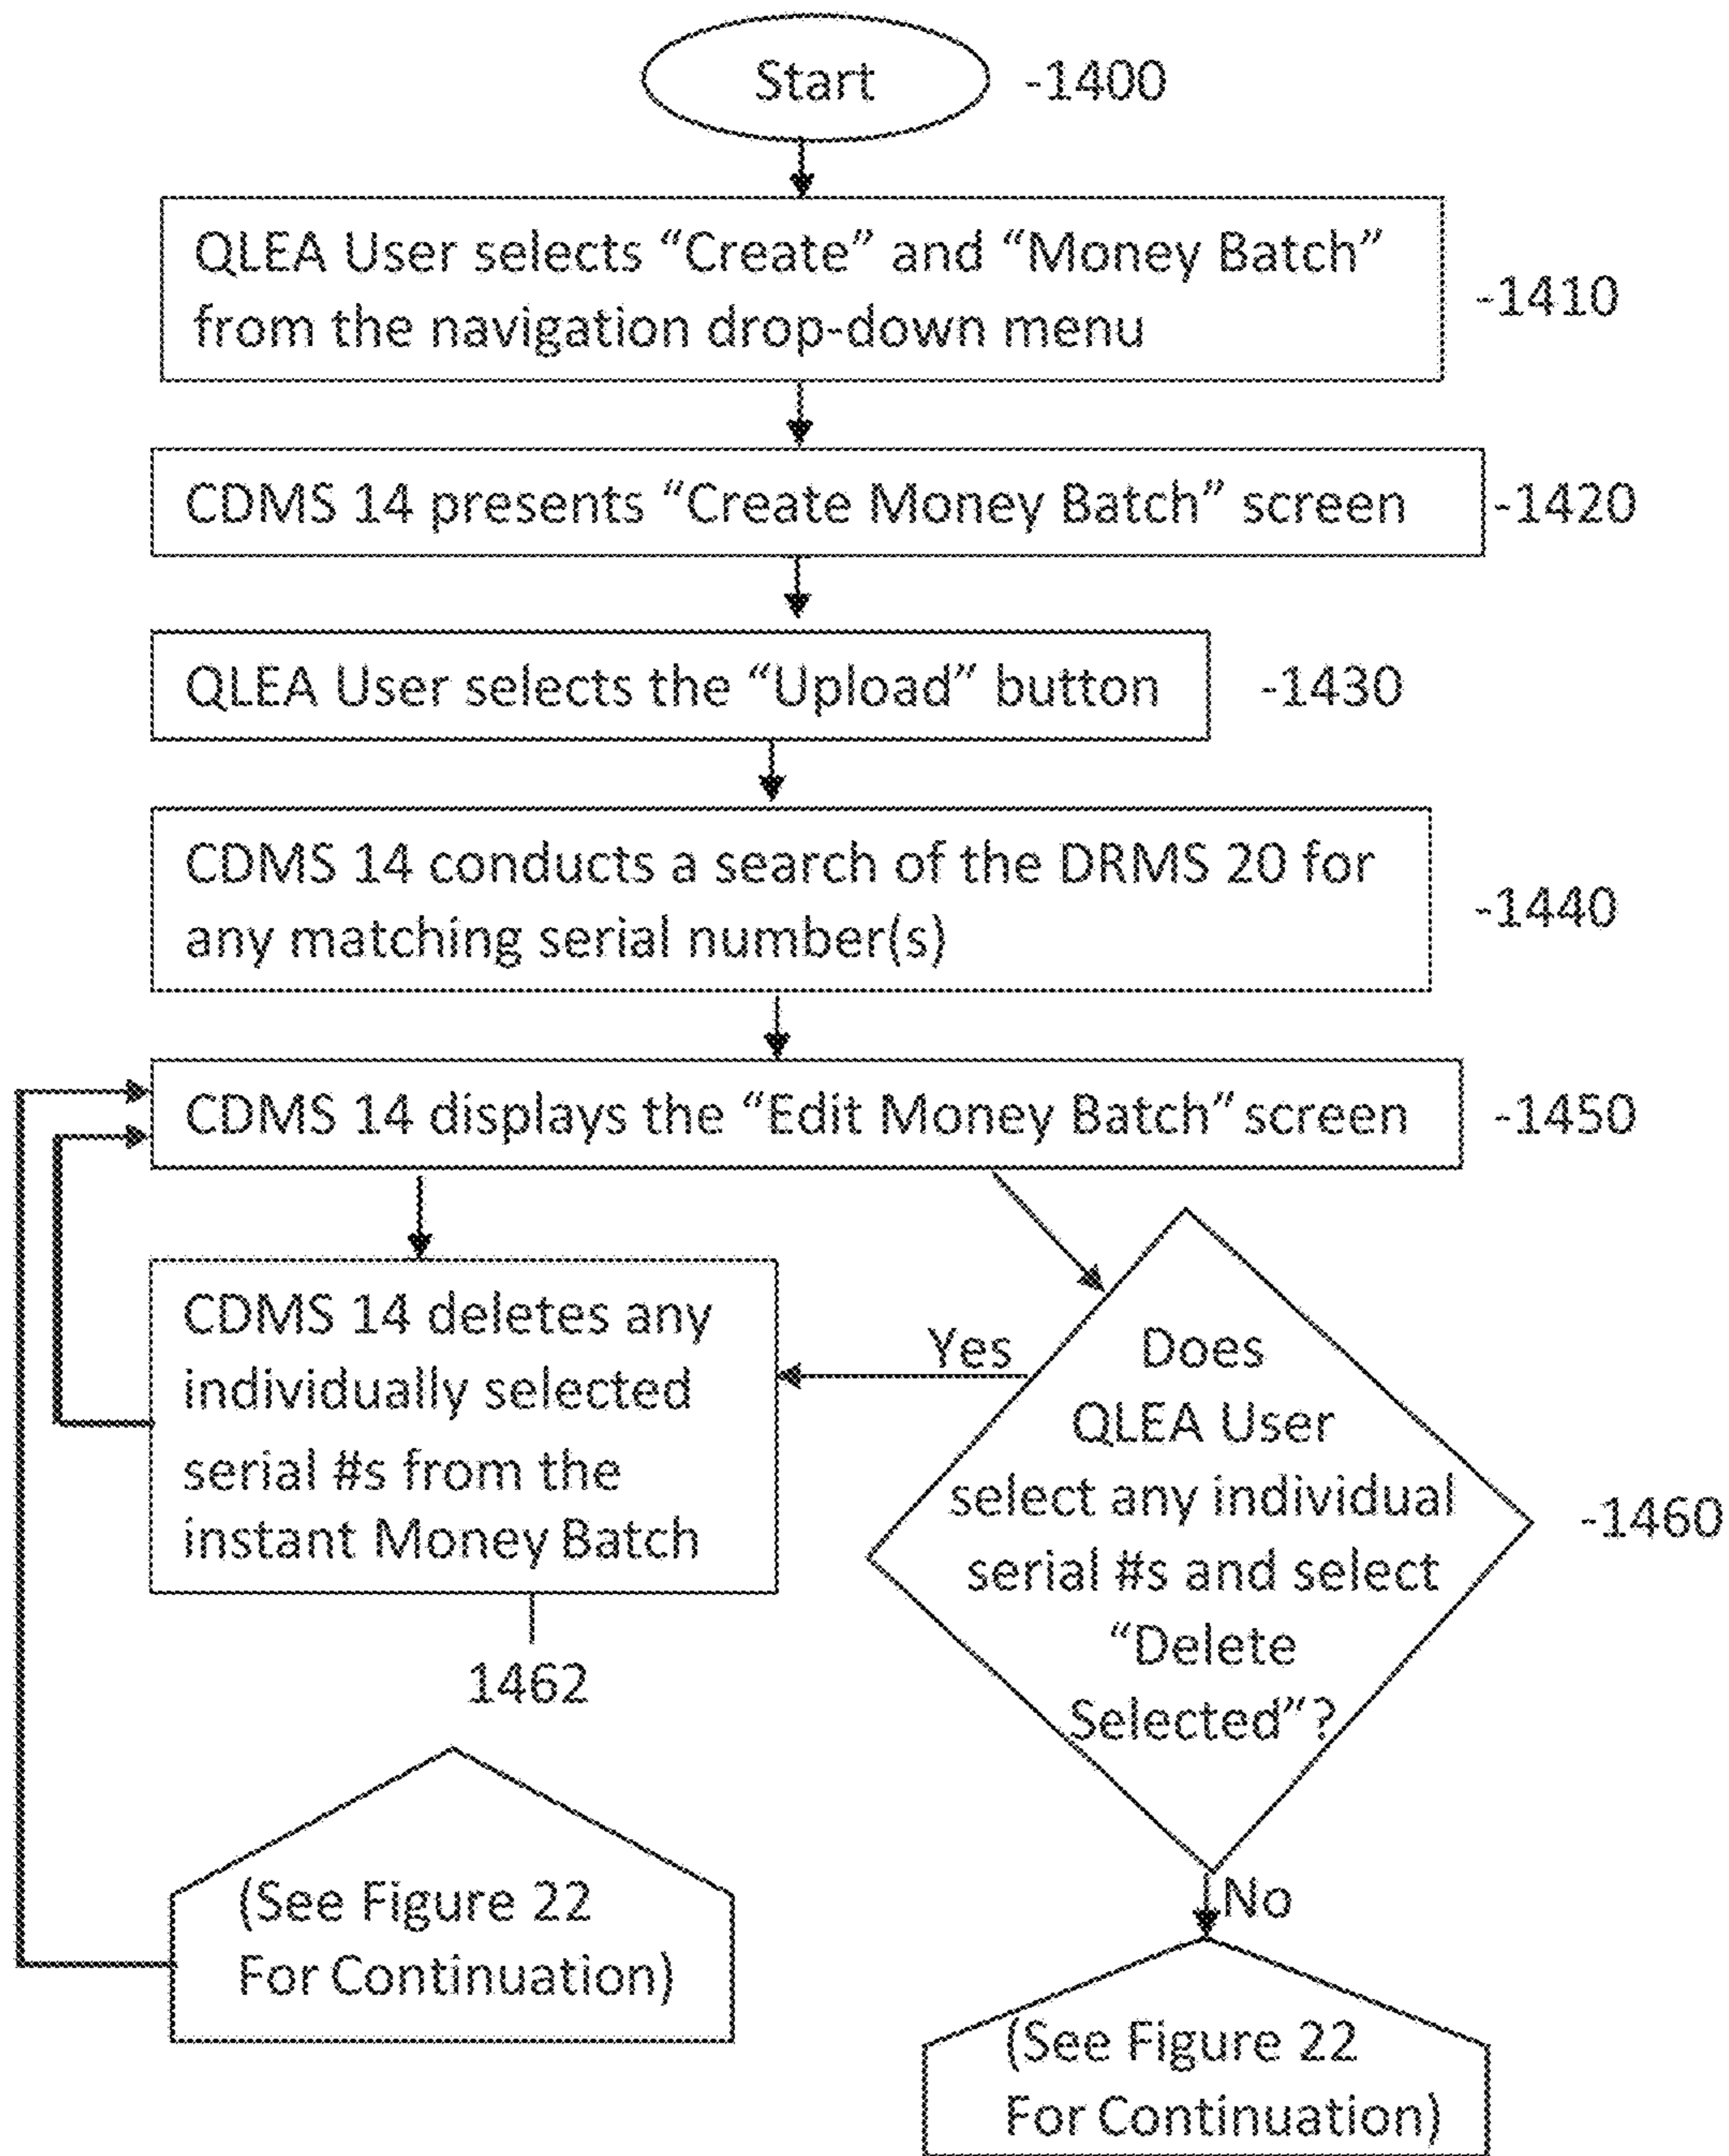 Start
-1400
QLEA User selects “Create” and “Money Batch”
from the navigation drop-down menu
-1410
CDMS 14 presents “Create Money Batch” screen
-1420
QLEA User selects the “Upload” button
-1430
CDMS 14 conducts a search of the DRMS 20 for
any matching serial number(s)
-1440
CDMS 14 displays the “Edit Money Batch” screen
-1450
CDMS 14 deletes any
individually selected
serial #s from the
instant Money Batch
1462
Yes
Does
QLEA User
select any individual
serial #s and select
“Delete
Selected”?
-1460
No
(See Figure 22
For Continuation)
(See Figure 22
For Continuation)